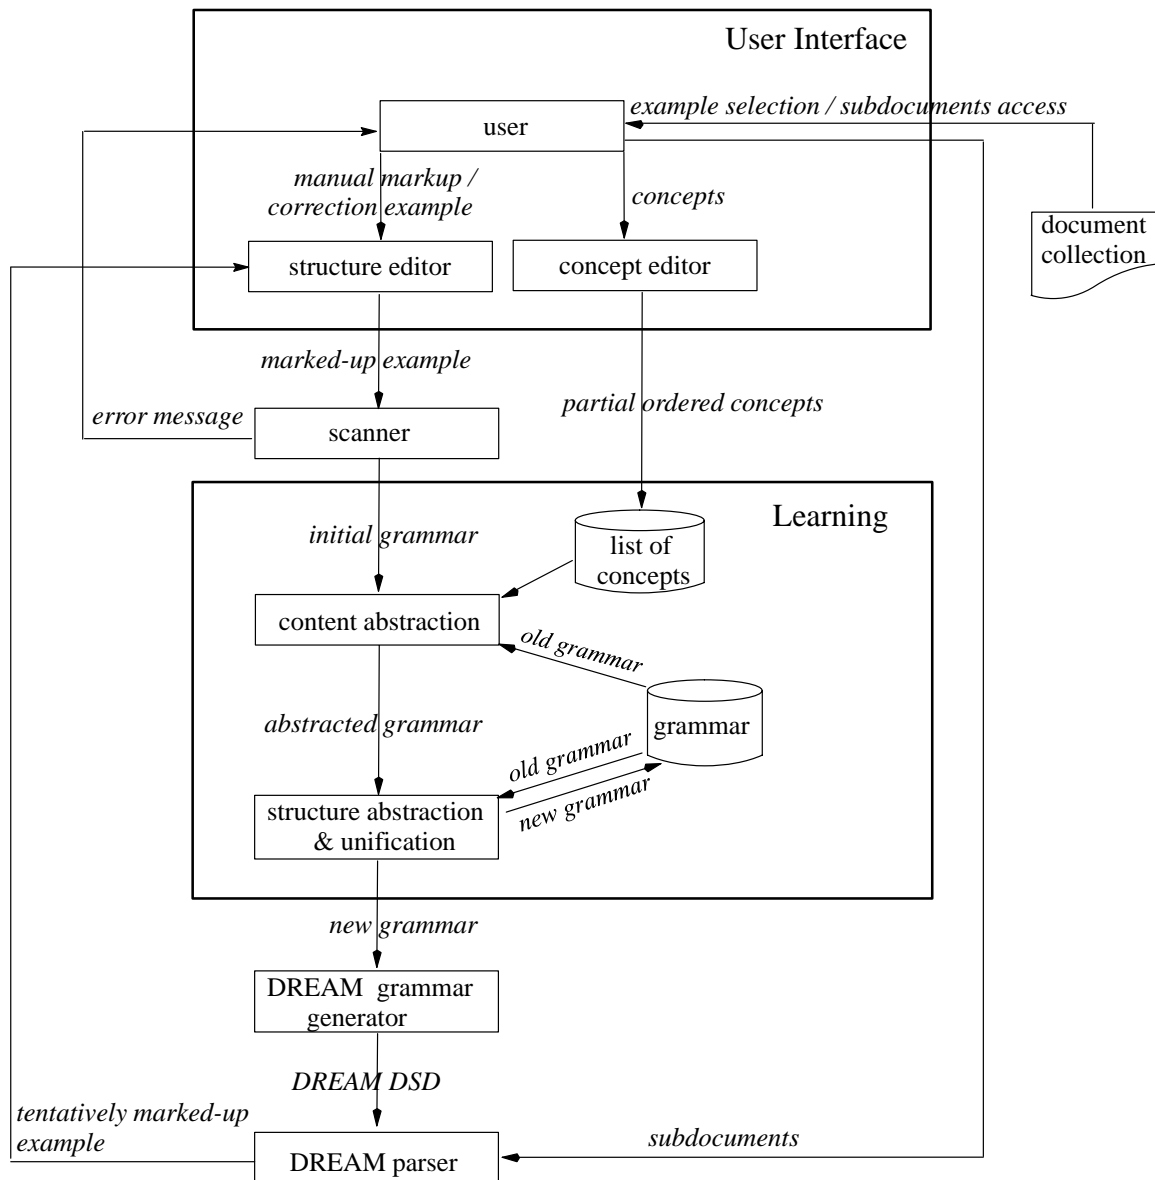 User Interface
example selection / subdocuments access
user
manual markup /
correction example
concepts
document
collection
structure editor
concept editor
marked-up example
error message
partial ordered concepts
scanner
Learning
initial grammar
list of
concepts
content abstraction
old grammar
abstracted grammar
grammar
old grammar
new grammar
structure abstraction
& unification
new grammar
DREAM grammar
generator
DREAM DSD
tentatively marked-up
example
subdocuments
DREAM parser